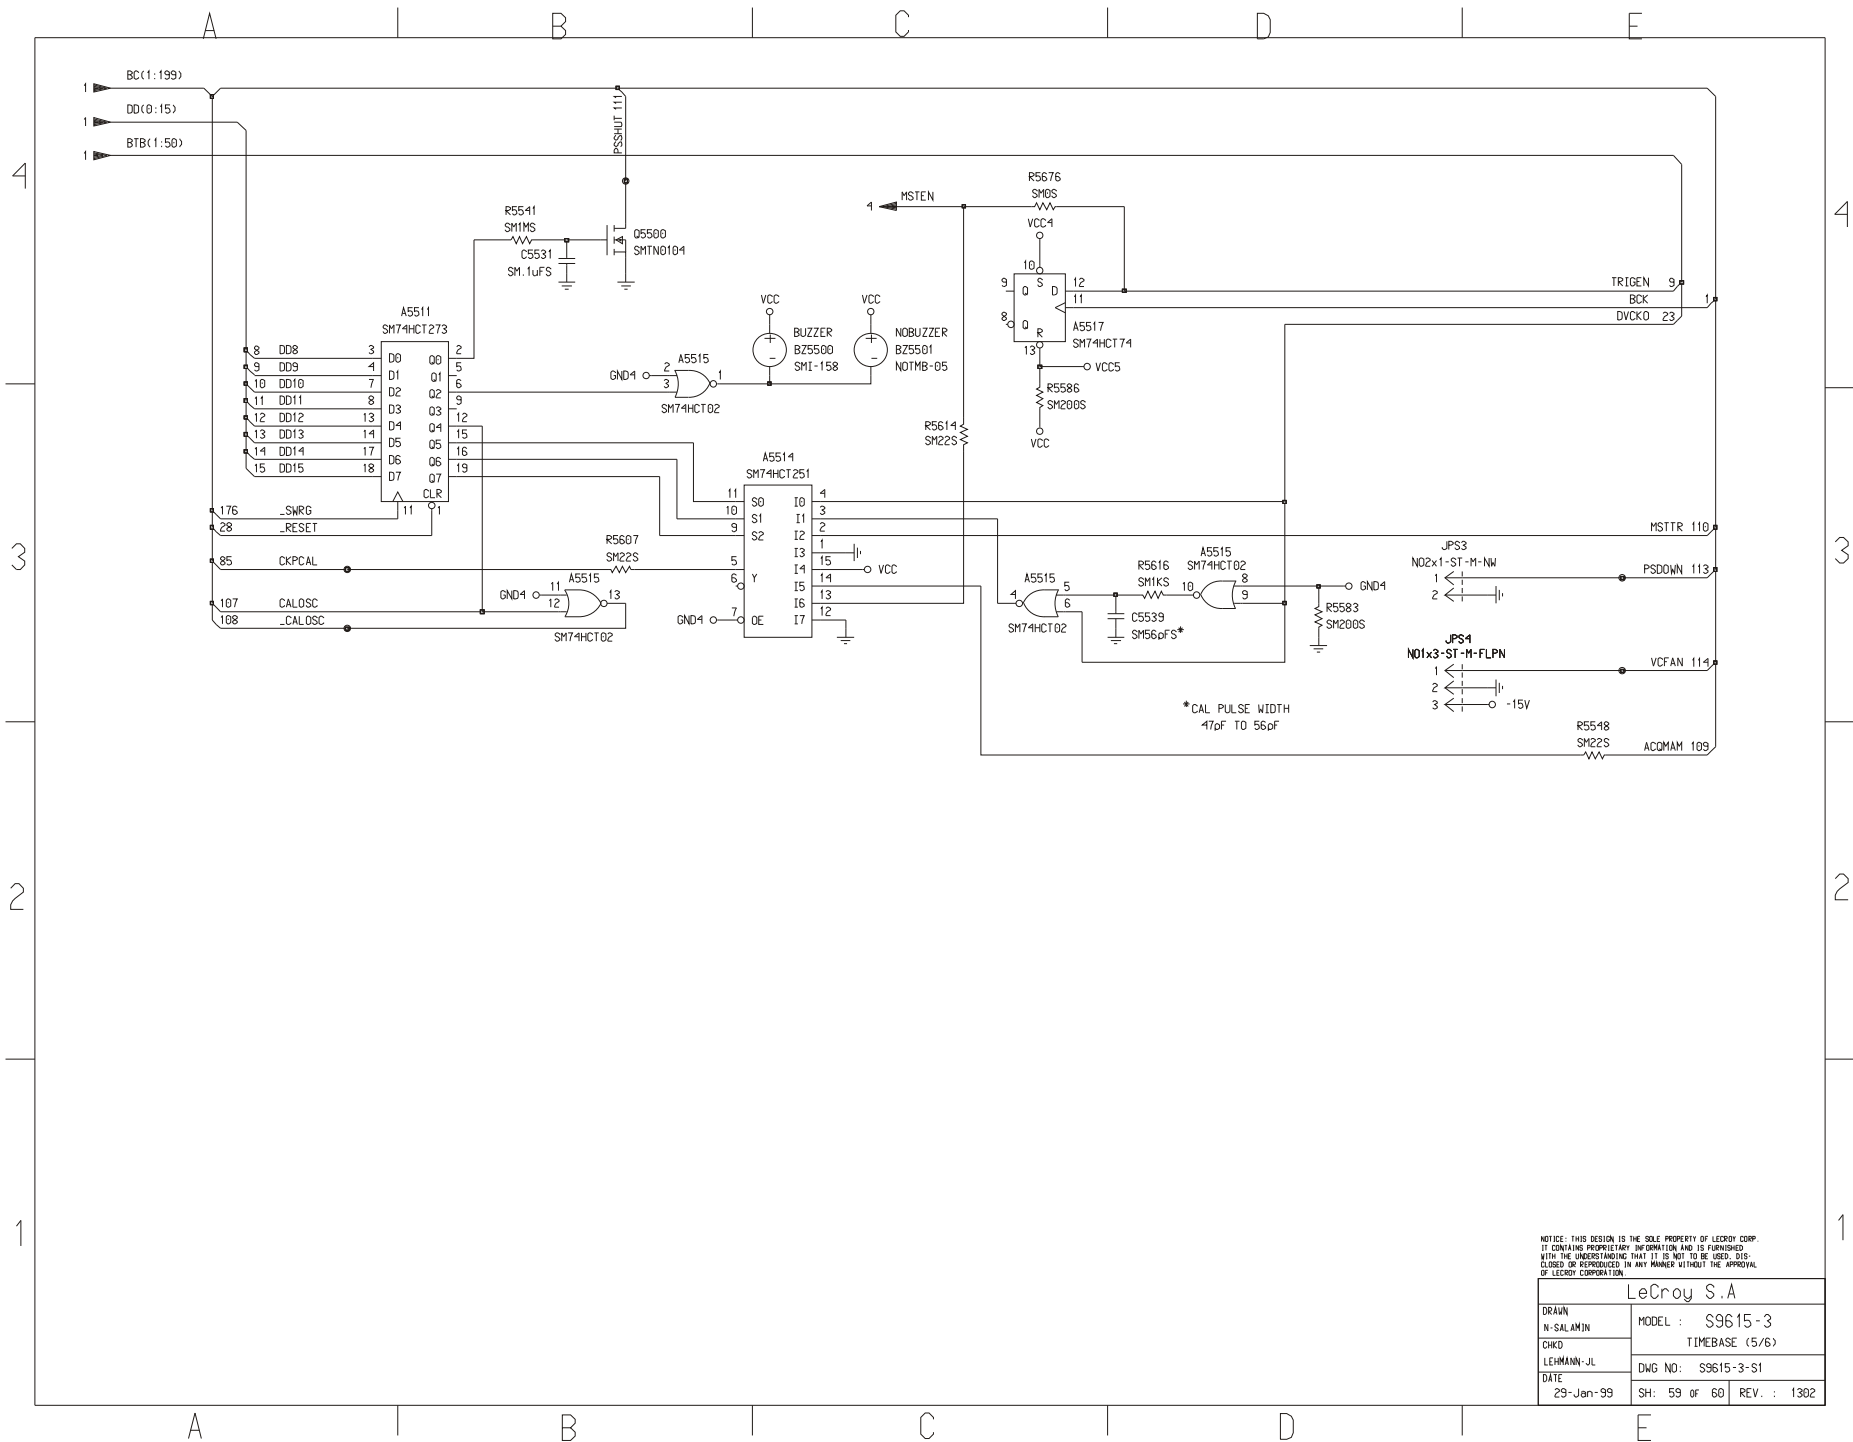 A B C D E
BC(1:199)
1
DD(0:15)
1
BTB(1:50)
1
PSSHUT 111
4
4
R5676
SM0S
MSTEN
4
VCC4
R5541
SM1MS
Q5500
SMTN0104
C5531
SM.1uFS
10
9 Q S D 12
11
8 Q
R
13
A5517
SM74HCT74
VCC5
R5586
SM200S
VCC
TRIGEN 9
BCK 1
DVCKO 23
VCC
BUZZER
BZ5500
SMI-158
VCC
NOBUZZER
BZ5501
NOTMB-05
A5511
SM74HCT273
8 DD8 3 D0 Q0 2
9 DD9 4 D1 Q1 5
10 DD10 7 D2 Q2 6
11 DD11 8 D3 Q3 9
12 DD12 13 D4 Q4 12
13 DD13 14 D5 Q5 15
14 DD14 17 D6 Q6 16
15 DD15 18 D7 Q7 19
CLR
11 1
A5515
GND4 2
3
1
SM74HCT02
R5614
SM22S
176 _SWRG
28 _RESET
85 CKPCAL
107 CALOSC
108 _CALOSC
R5607
SM22S
A5515
GND4 11
12
13
SM74HCT02
A5514
SM74HCT251
11 S0 I0 4
10 S1 I1 3
9 S2 I2 2
I3 1
5 I4 15
6 Y I5 14
I6 13
GND4 7 OE I7 12
VCC
3
3
A5515
4 5
6
SM74HCT02
R5616
SM1KS
C5539
SM56pFS*
A5515
SM74HCT02
10 8
9
GND4
R5583
SM200S
*CAL PULSE WIDTH
47pF TO 56pF
MSTTR 110
JPS3
NO2x1-ST-M-NW
1
2
PSDOWN 113
JPS4
NO1x3-ST-M-FLPN
1
2
3
-15V
VCFAN 114
R5548
SM22S
ACQMAM 109
2
2
1
1
NOTICE: THIS DESIGN IS THE SOLE PROPERTY OF LECROY CORP.
IT CONTAINS PROPRIETARY INFORMATION AND IS FURNISHED
WITH THE UNDERSTANDING THAT IT IS NOT TO BE USED, DIS-
CLOSED OR REPRODUCED IN ANY MANNER WITHOUT THE APPROVAL
OF LECROY CORPORATION.
LeCroy S.A
DRAWN
N-SALAMIN
MODEL : S9615-3
TIMEBASE (5/6)
CHKD
LEHMANN-JL
DWG NO: S9615-3-S1
DATE
29-Jan-99
SH: 59 OF 60 REV. : 1302
A B C D E